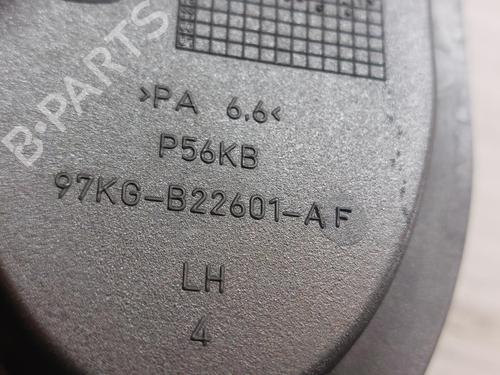 B-PARTS
>PA 6.6<
P56KB
97KG-B22601-AF
LH
4